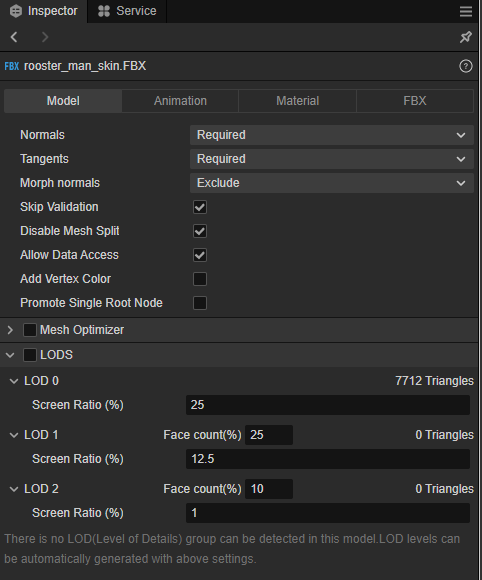 Inspector Service
FBX rooster_man_skin.FBX
Model Animation Material FBX
Normals Required
Tangents Required
Morph normals Exclude
Skip Validation
Disable Mesh Split
Allow Data Access
Add Vertex Color
Promote Single Root Node
Mesh Optimizer
LODS
LOD 0 7712 Triangles
Screen Ratio (%) 25
LOD 1 Face count(%) 25 0 Triangles
Screen Ratio (%) 12.5
LOD 2 Face count(%) 10 0 Triangles
Screen Ratio (%) 1
There is no LOD(Level of Details) group can be detected in this model.LOD levels can
be automatically generated with above settings.